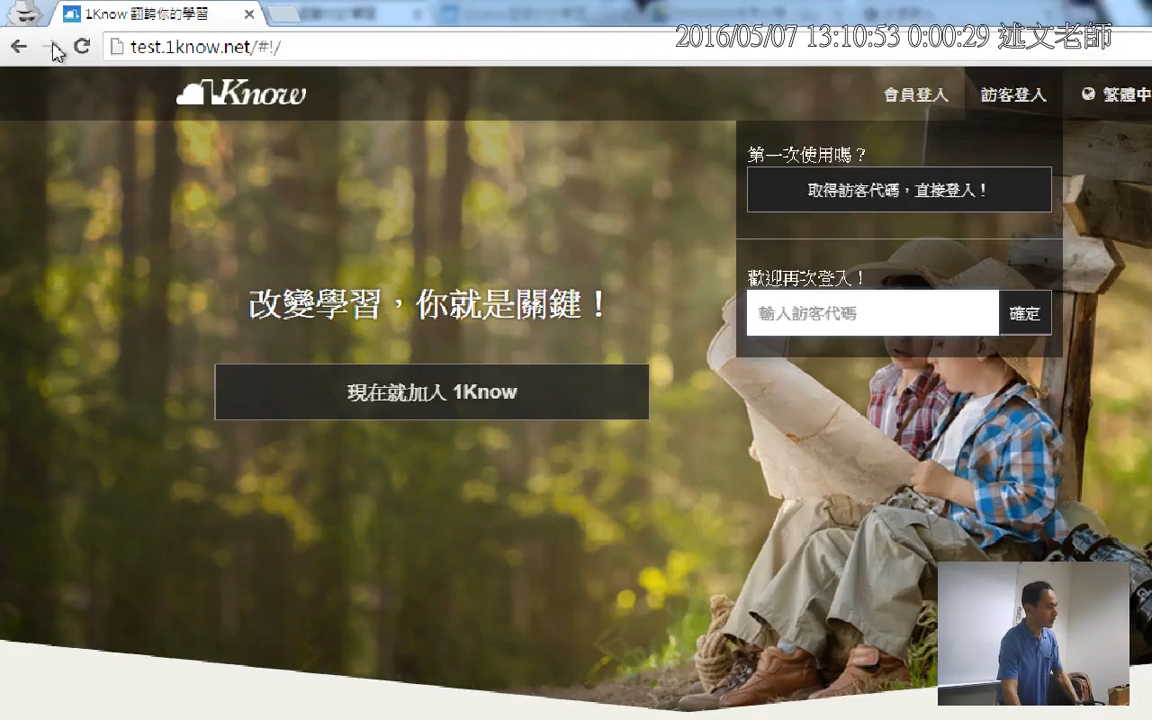 1Know 翻轉你的學習
test.1know.net/#!/
2016/05/07 13:10:53 0:00:29 述文老師
1Know
會員登入
訪客登入
繁體中
第一次使用嗎？
取得訪客代碼，直接登入！
歡迎再次登入！
輸入訪客代碼
確定
改變學習，你就是關鍵！
現在就加入 1Know